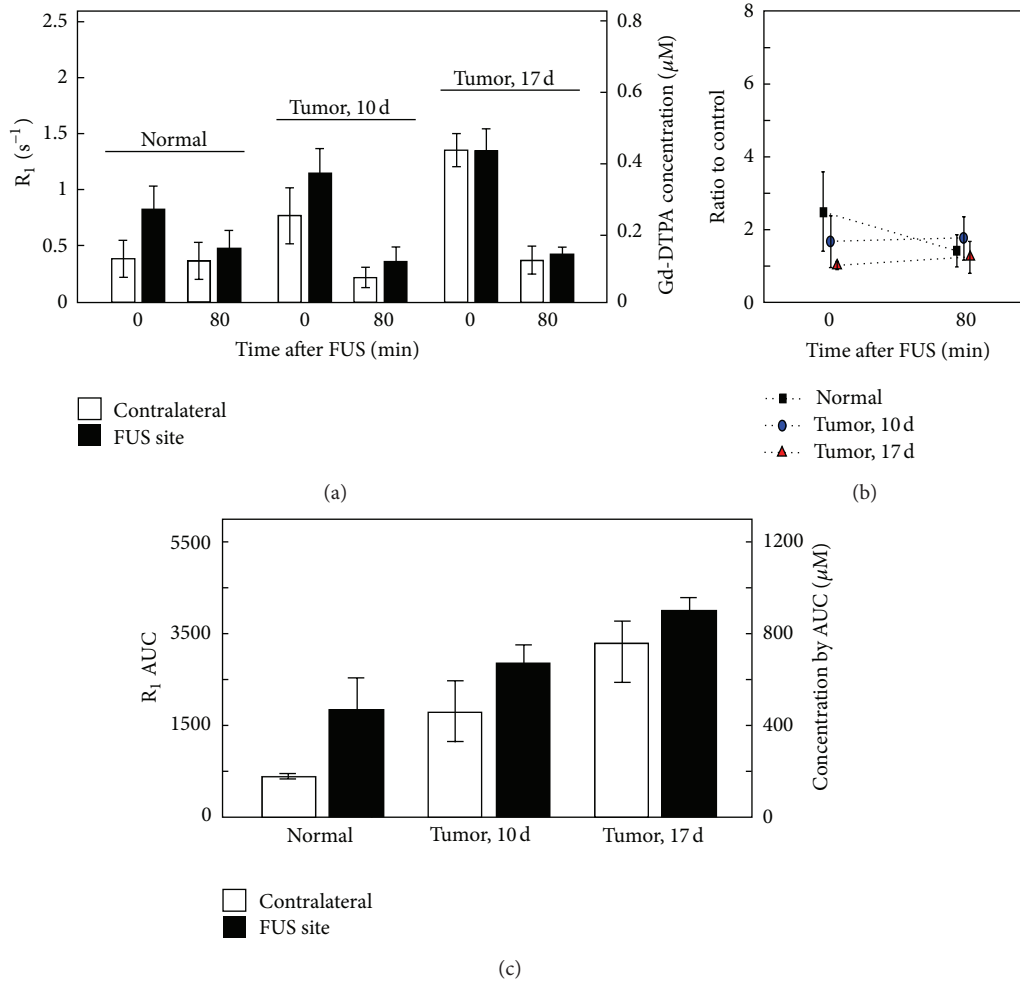 2.5
2
1.5
1
0.5
0
R1 (s−1)
Normal
Tumor, 10 d
Tumor, 17 d
0.8
0.6
0.4
0.2
0
Gd-DTPA concentration (μM)
0 80 0 80 0 80
Time after FUS (min)
Contralateral
FUS site
(a)
8
6
4
2
0
Ratio to control
0 80
Time after FUS (min)
Normal
Tumor, 10 d
Tumor, 17 d
(b)
5500
3500
1500
0
R1 AUC
1200
800
400
0
Concentration by AUC (μM)
Normal Tumor, 10 d Tumor, 17 d
Contralateral
FUS site
(c)